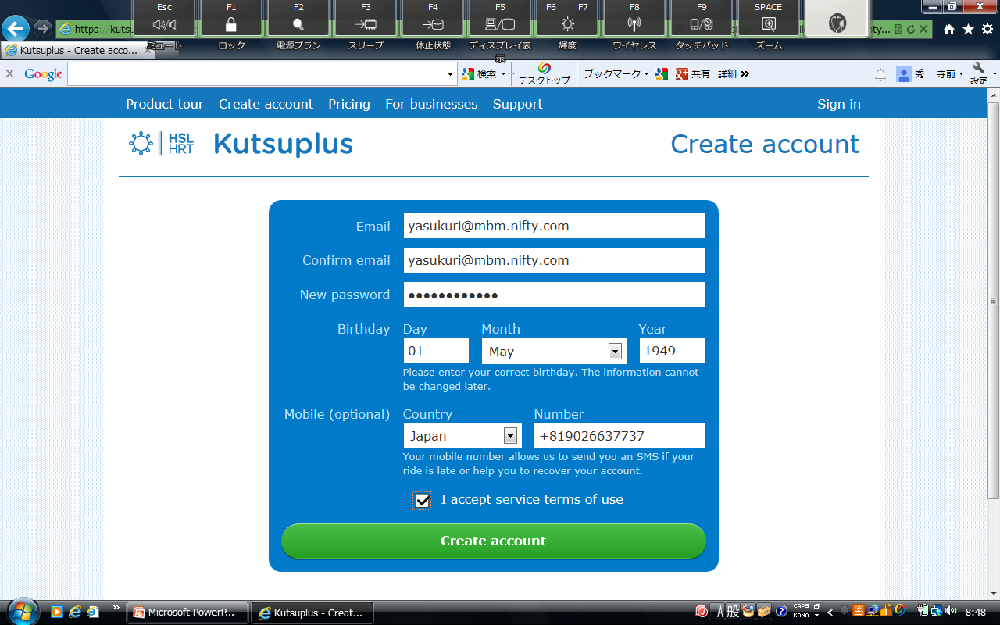 Esc F1 F2 F3 F4 F5 F6 F7 F8 F9 SPACE
ミュート ロック 電源プラン スリープ 休止状態 ディスプレイ表示 輝度 ワイヤレス タッチパッド ズーム
https://kutsu
Kutsuplus - Create acco...
Google 検索 デスクトップ ブックマーク 共有 詳細 秀一 寺前 設定
Product tour Create account Pricing For businesses Support Sign in
HSL
HRT
Kutsuplus Create account
Email yasukuri@mbm.nifty.com
Confirm email yasukuri@mbm.nifty.com
New password ●●●●●●●●●●●●
Birthday Day Month Year
01 May 1949
Please enter your correct birthday. The information cannot
be changed later.
Mobile (optional) Country Number
Japan +819026637737
Your mobile number allows us to send you an SMS if your
ride is late or help you to recover your account.
I accept service terms of use
Create account
Microsoft PowerP... Kutsuplus - Creat... A 般 CAPS KANA 8:48